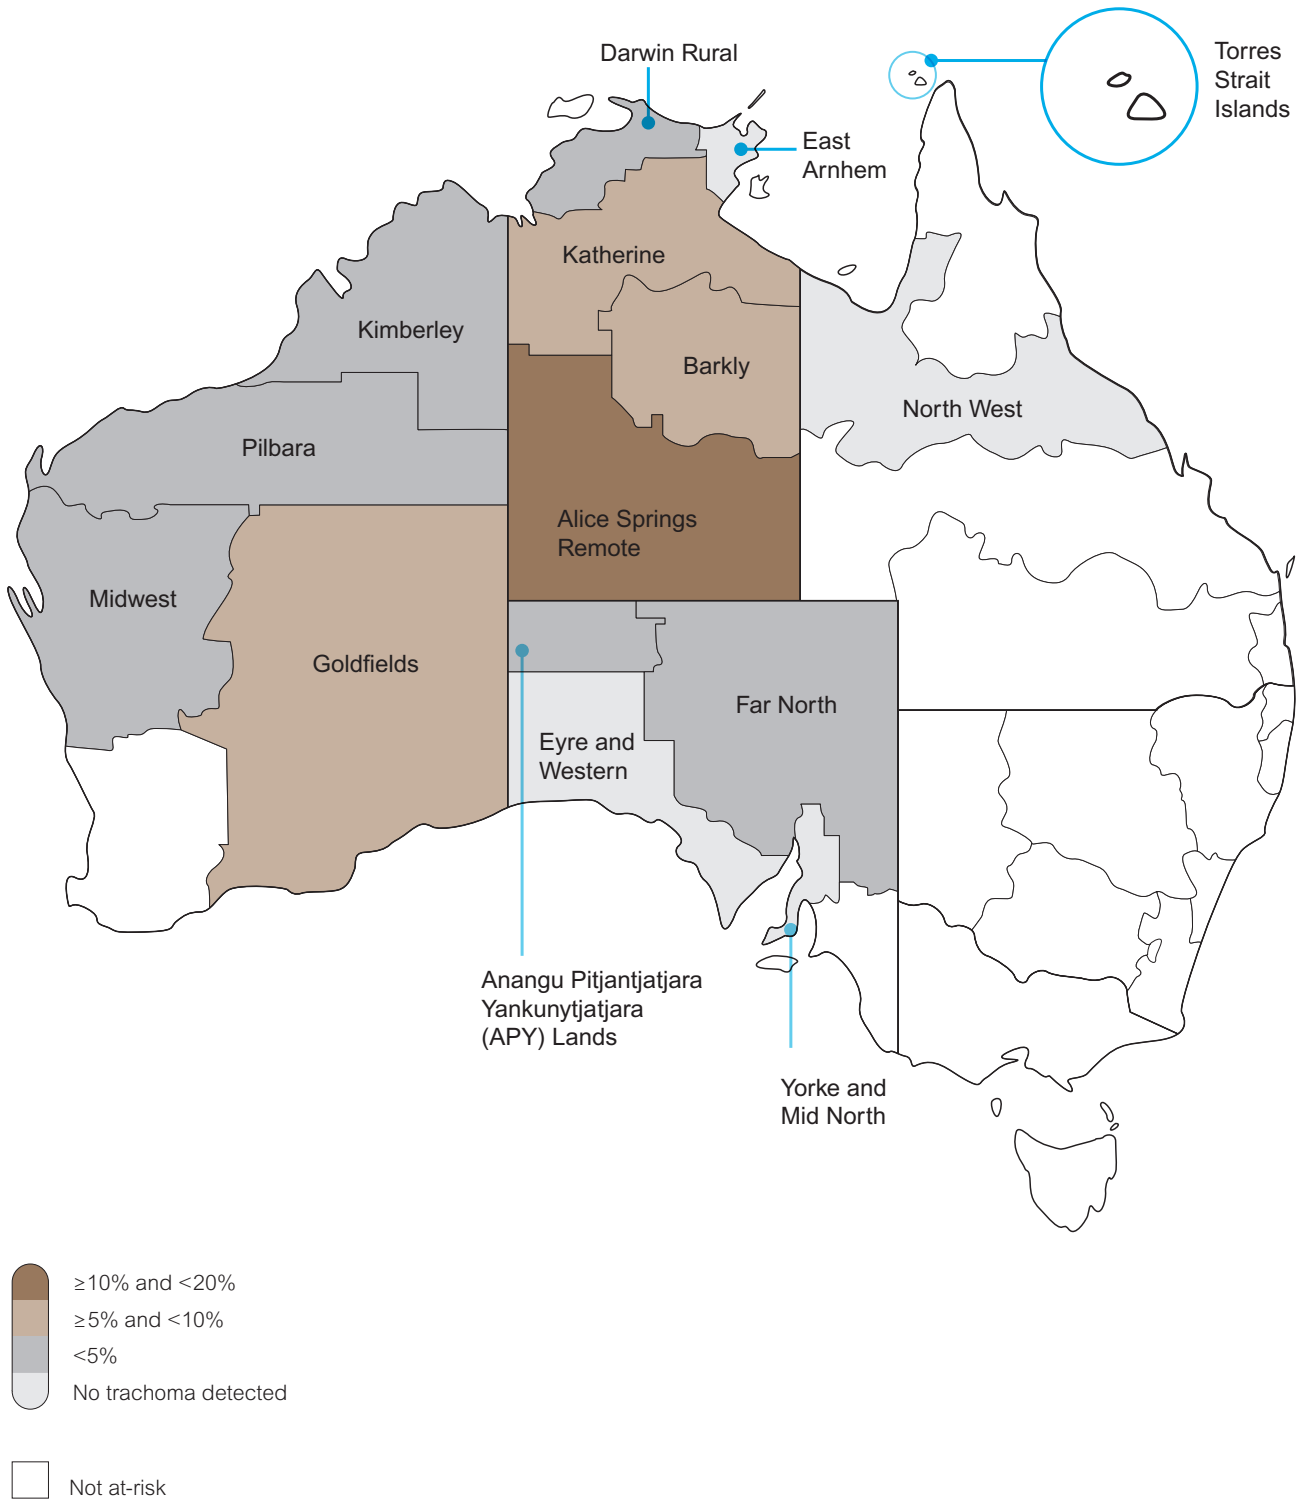 Darwin Rural
Torres
Strait
Islands
East
Arnhem
Katherine
Kimberley
Barkly
North West
Pilbara
Alice Springs
Remote
Midwest
Goldfields
Far North
Eyre and
Western
Anangu Pitjantjatjara
Yankunytjatjara
(APY) Lands
Yorke and
Mid North
≥10% and <20%
≥5% and <10%
<5%
No trachoma detected
Not at-risk